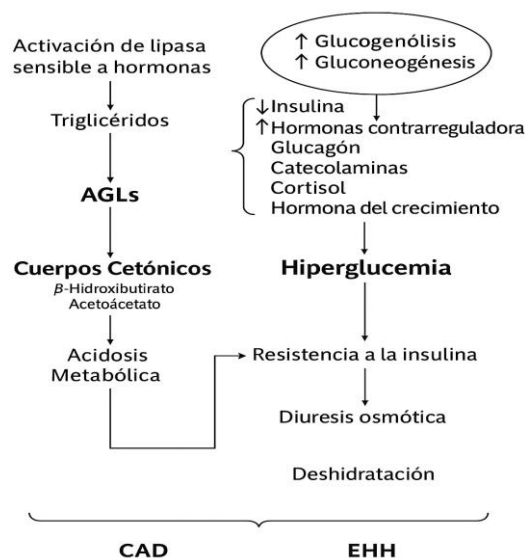 Activación de lipasa
sensible a hormonas
Triglicéridos
AGLs
Cuerpos Cetónicos
β-Hidroxibutirato
Acetoácetato
Acidosis
Metabólica
↑ Glucogenólisis
↑ Gluconeogénesis
↓Insulina
↑Hormonas contrarreguladora
Glucagón
Catecolaminas
Cortisol
Hormona del crecimiento
Hiperglucemia
Resistencia a la insulina
Diuresis osmótica
Deshidratación
CAD
EHH